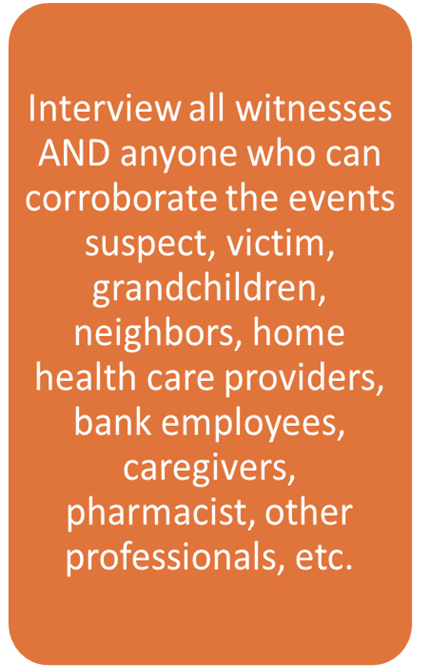 Interview all witnesses
AND anyone who can
corroborate the events
suspect, victim,
grandchildren,
neighbors, home
health care providers,
bank employees,
caregivers,
pharmacist, other
professionals, etc.